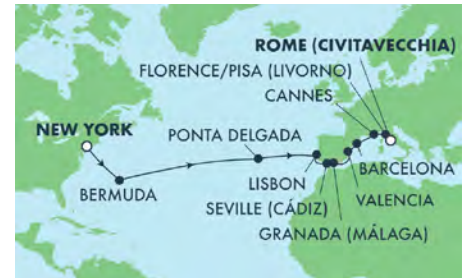 ROME (CIVITAVECCHIA)
FLORENCE/PISA (LIVORNO)
CANNES
NEW YORK
PONTA DELGADA
BARCELONA
BERMUDA
LISBON
VALENCIA
SEVILLE (CÁDIZ)
GRANADA (MÁLAGA)